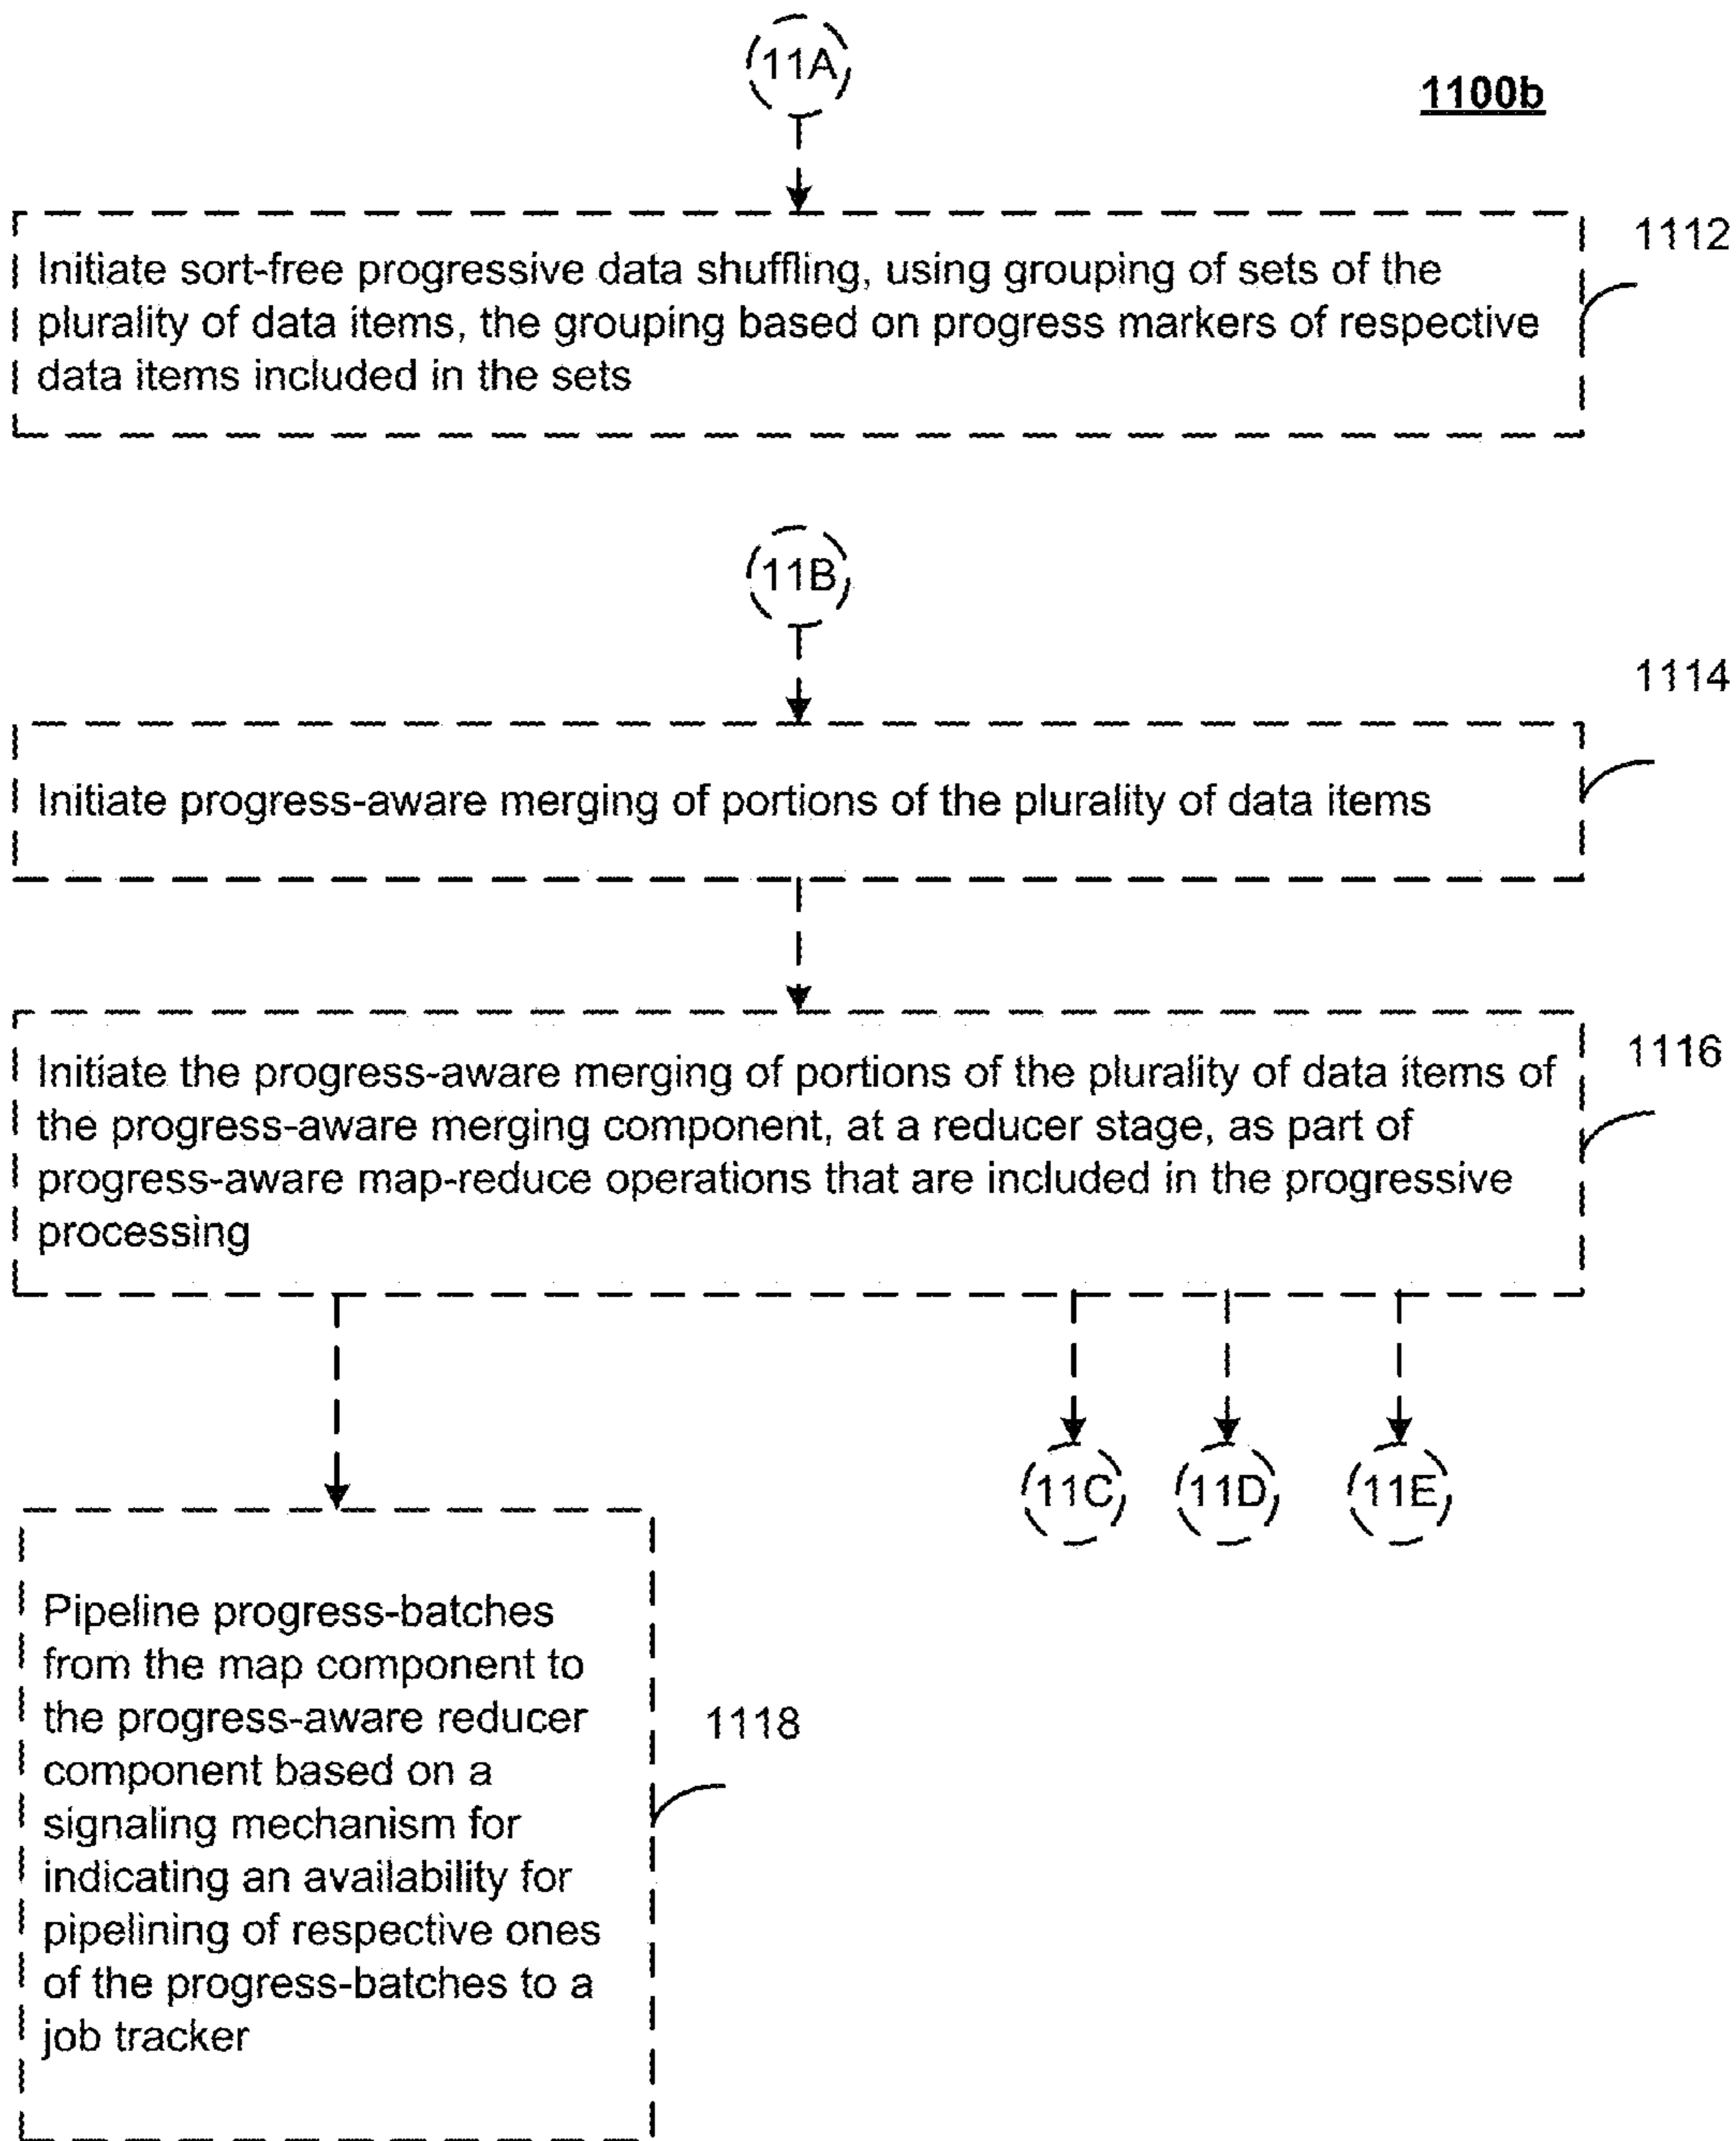 11A
1100b
1112
Initiate sort-free progressive data shuffling, using grouping of sets of the
plurality of data items, the grouping based on progress markers of respective
data items included in the sets
11B
1114
Initiate progress-aware merging of portions of the plurality of data items
1116
Initiate the progress-aware merging of portions of the plurality of data items of
the progress-aware merging component, at a reducer stage, as part of
progress-aware map-reduce operations that are included in the progressive
processing
11C
11D
11E
Pipeline progress-batches
from the map component to
the progress-aware reducer
component based on a
signaling mechanism for
indicating an availability for
pipelining of respective ones
of the progress-batches to a
job tracker
1118